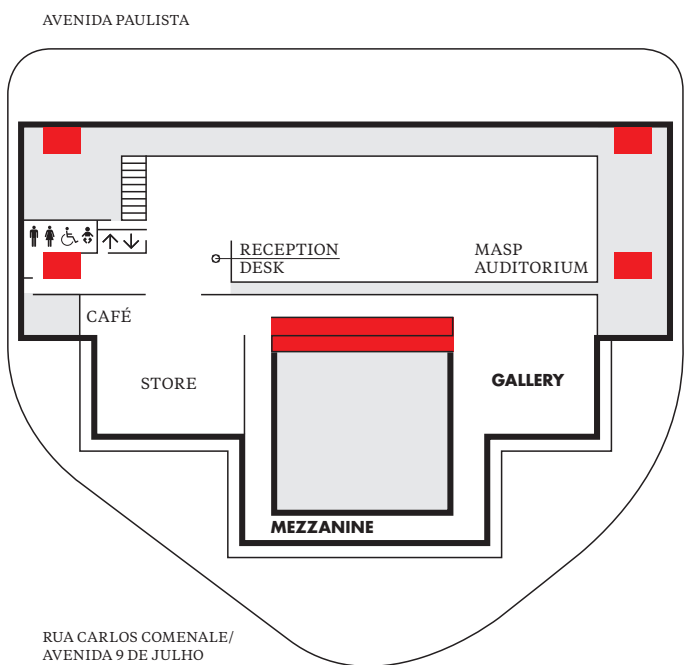 AVENIDA PAULISTA
RECEPTION
DESK
MASP
AUDITORIUM
CAFÉ
STORE
GALLERY
MEZZANINE
RUA CARLOS COMENALE/
AVENIDA 9 DE JULHO